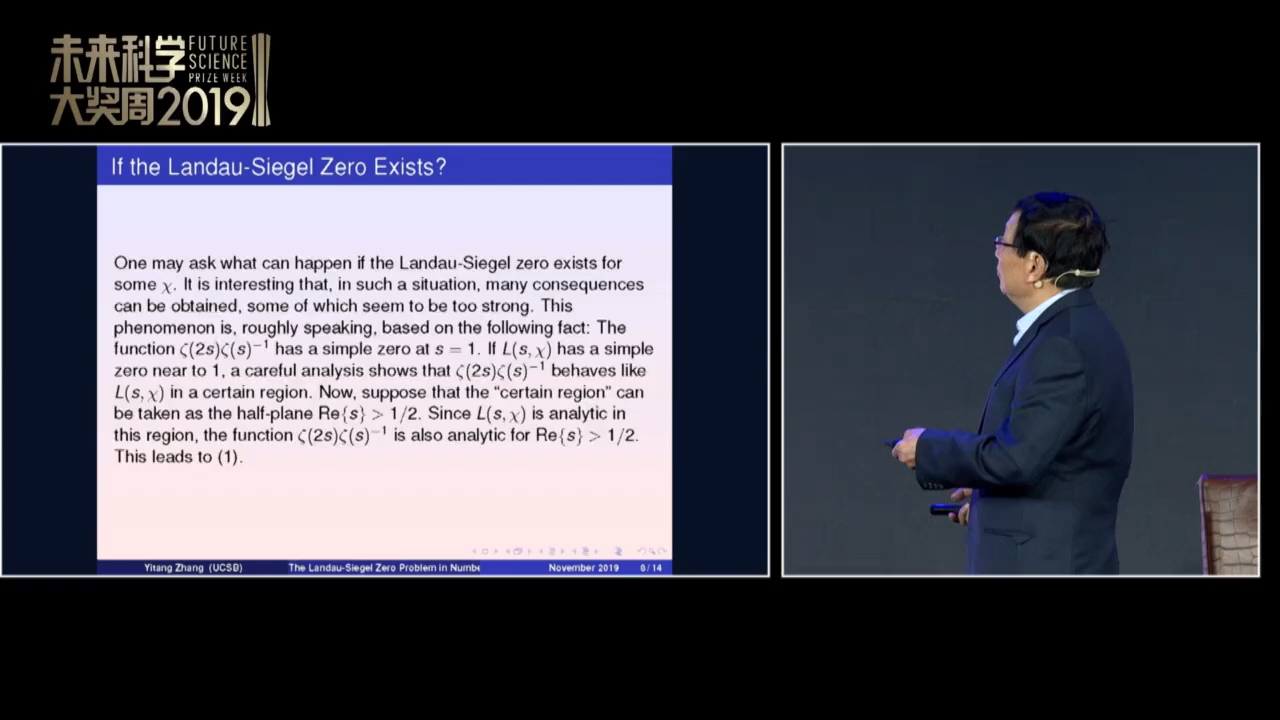 未来科学
大奖周2019
FUTURE
SCIENCE
PRIZE WEEK
If the Landau-Siegel Zero Exists?
One may ask what can happen if the Landau-Siegel zero exists for
some χ. It is interesting that, in such a situation, many consequences
can be obtained, some of which seem to be too strong. This
phenomenon is, roughly speaking, based on the following fact: The
function ζ(2s)ζ(s)⁻¹ has a simple zero at s = 1. If L(s, χ) has a simple
zero near to 1, a careful analysis shows that ζ(2s)ζ(s)⁻¹ behaves like
L(s, χ) in a certain region. Now, suppose that the “certain region” can
be taken as the half-plane Re{s} > 1/2. Since L(s, χ) is analytic in
this region, the function ζ(2s)ζ(s)⁻¹ is also analytic for Re{s} > 1/2.
This leads to (1).
Yitang Zhang (UCSB) The Landau-Siegel Zero Problem in Numbe November 2019 8/14